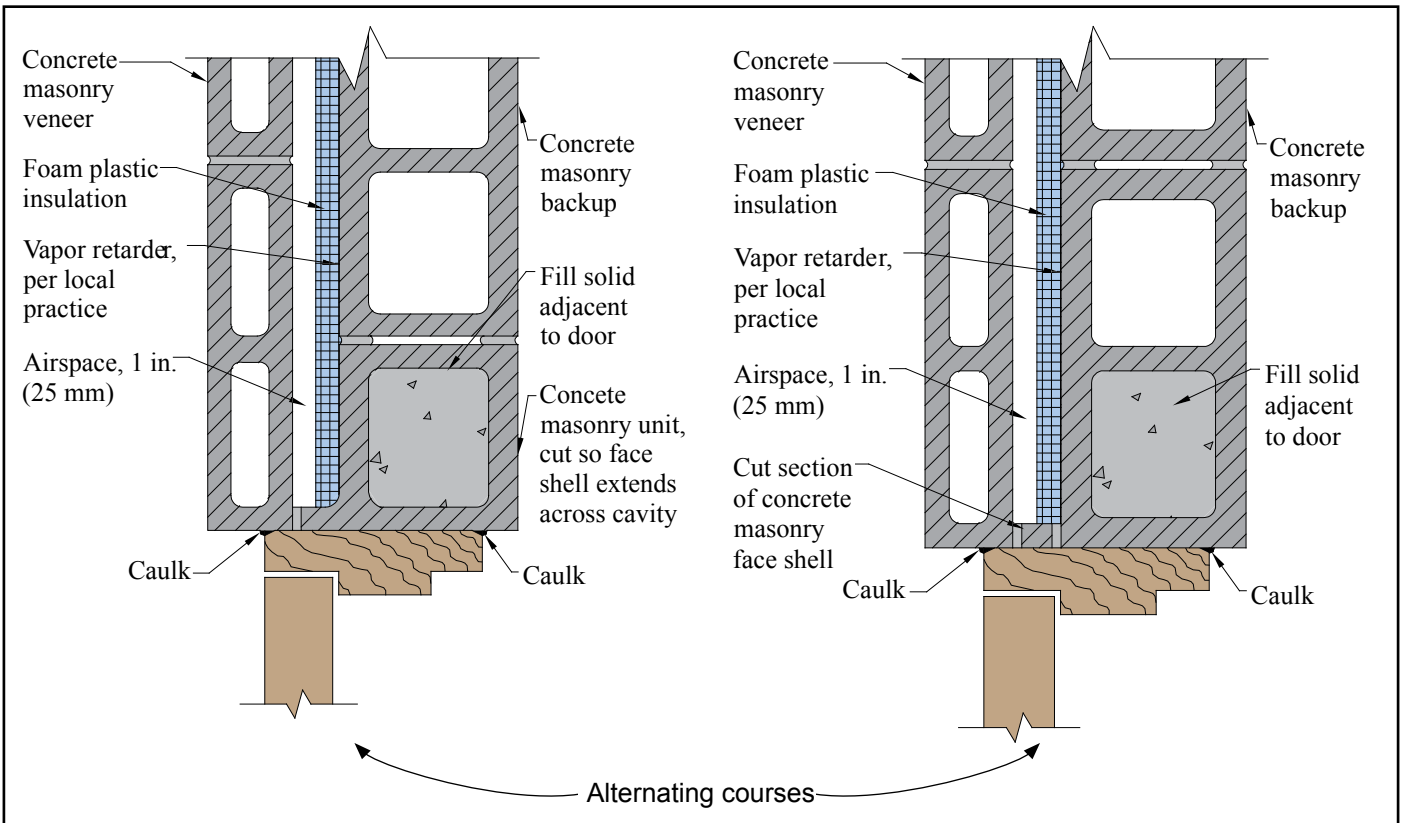 Concrete
masonry
veneer
Foam plastic
insulation
Vapor retarder,
per local
practice
Airspace, 1 in.
(25 mm)
Caulk
Concrete
masonry
backup
Fill solid
adjacent
to door
Concete
masonry unit,
cut so face
shell extends
across cavity
Caulk
Concrete
masonry
veneer
Foam plastic
insulation
Vapor retarder,
per local
practice
Airspace, 1 in.
(25 mm)
Cut section
of concrete
masonry
face shell
Caulk
Concrete
masonry
backup
Fill solid
adjacent
to door
Caulk
Alternating courses